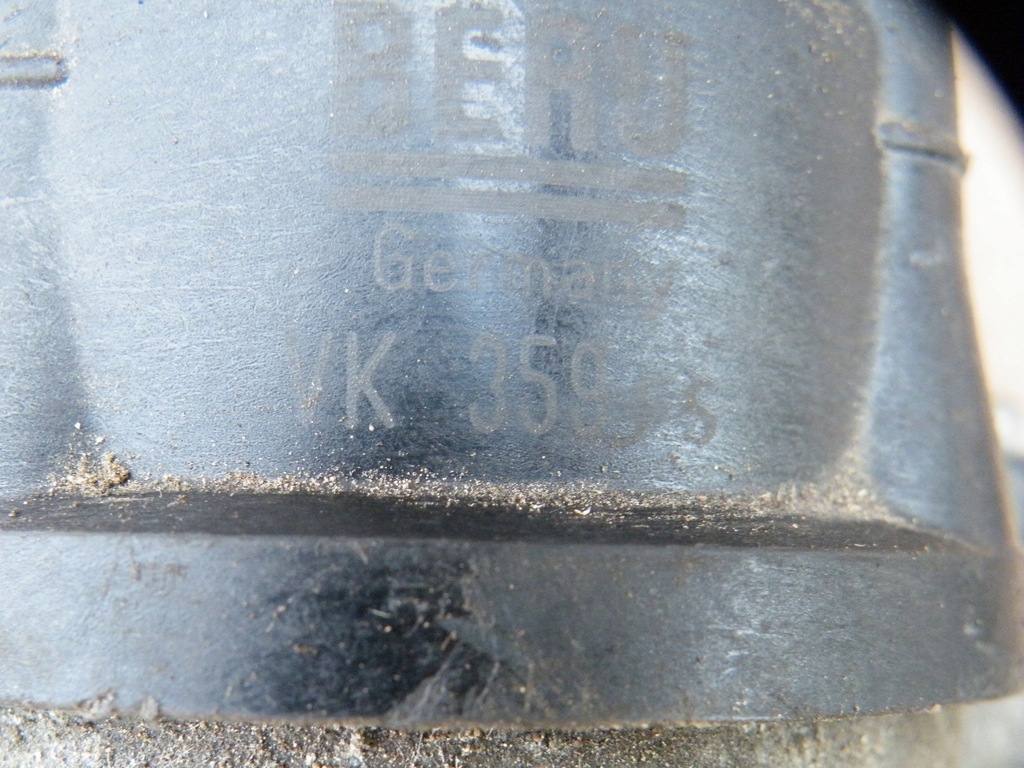 BERU
Germany
VK 359 s